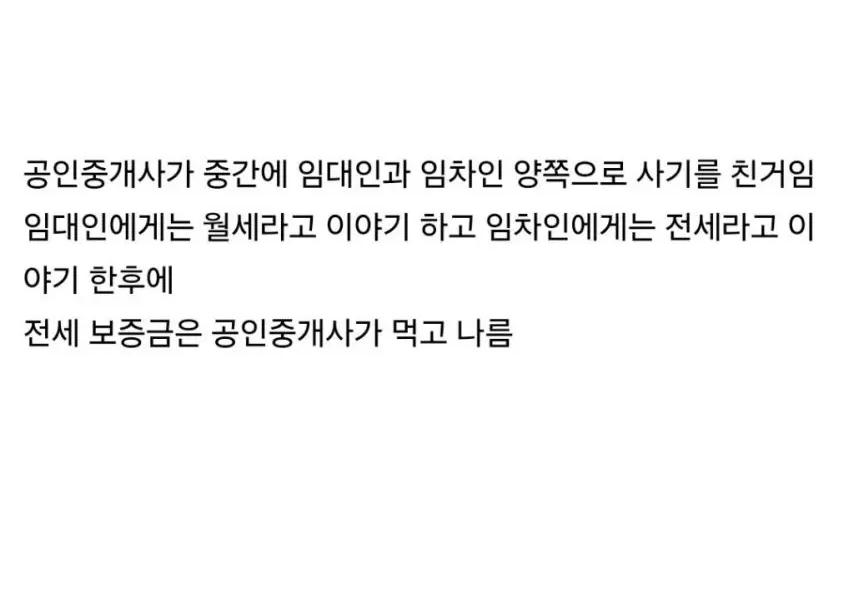 공인중개사가 중간에 임대인과 임차인 양쪽으로 사기를 친거임
임대인에게는 월세라고 이야기 하고 임차인에게는 전세라고 이
야기 한후에
전세 보증금은 공인중개사가 먹고 나름